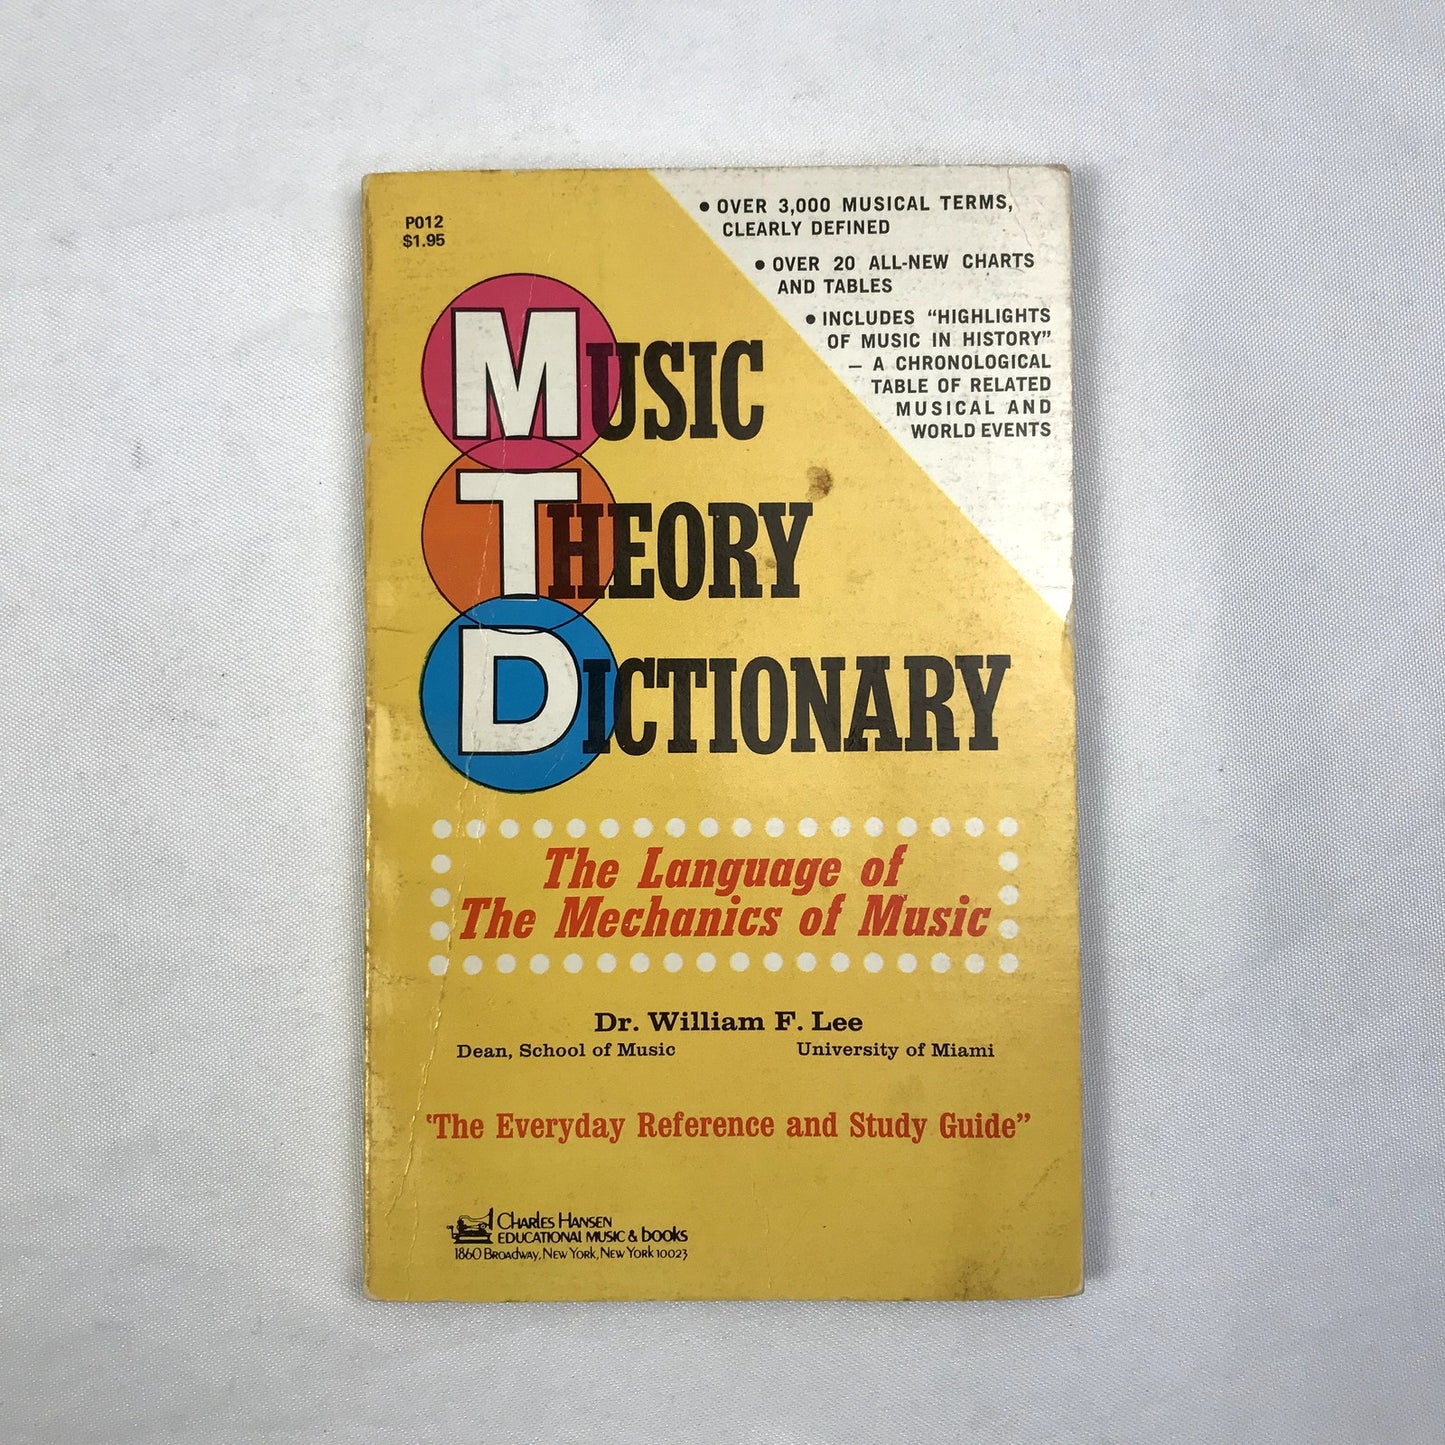 P012
$1.95
• OVER 3,000 MUSICAL TERMS,
CLEARLY DEFINED
• OVER 20 ALL-NEW CHARTS
AND TABLES
• INCLUDES “HIGHLIGHTS
OF MUSIC IN HISTORY”
– A CHRONOLOGICAL
TABLE OF RELATED
MUSICAL AND
WORLD EVENTS
MUSIC
THEORY
DICTIONARY
The Language of
The Mechanics of Music
Dr. William F. Lee
Dean, School of Music University of Miami
‘The Everyday Reference and Study Guide”
CHARLES HANSEN
EDUCATIONAL MUSIC & books
1860 BROADWAY, NEW YORK, NEW YORK 10023